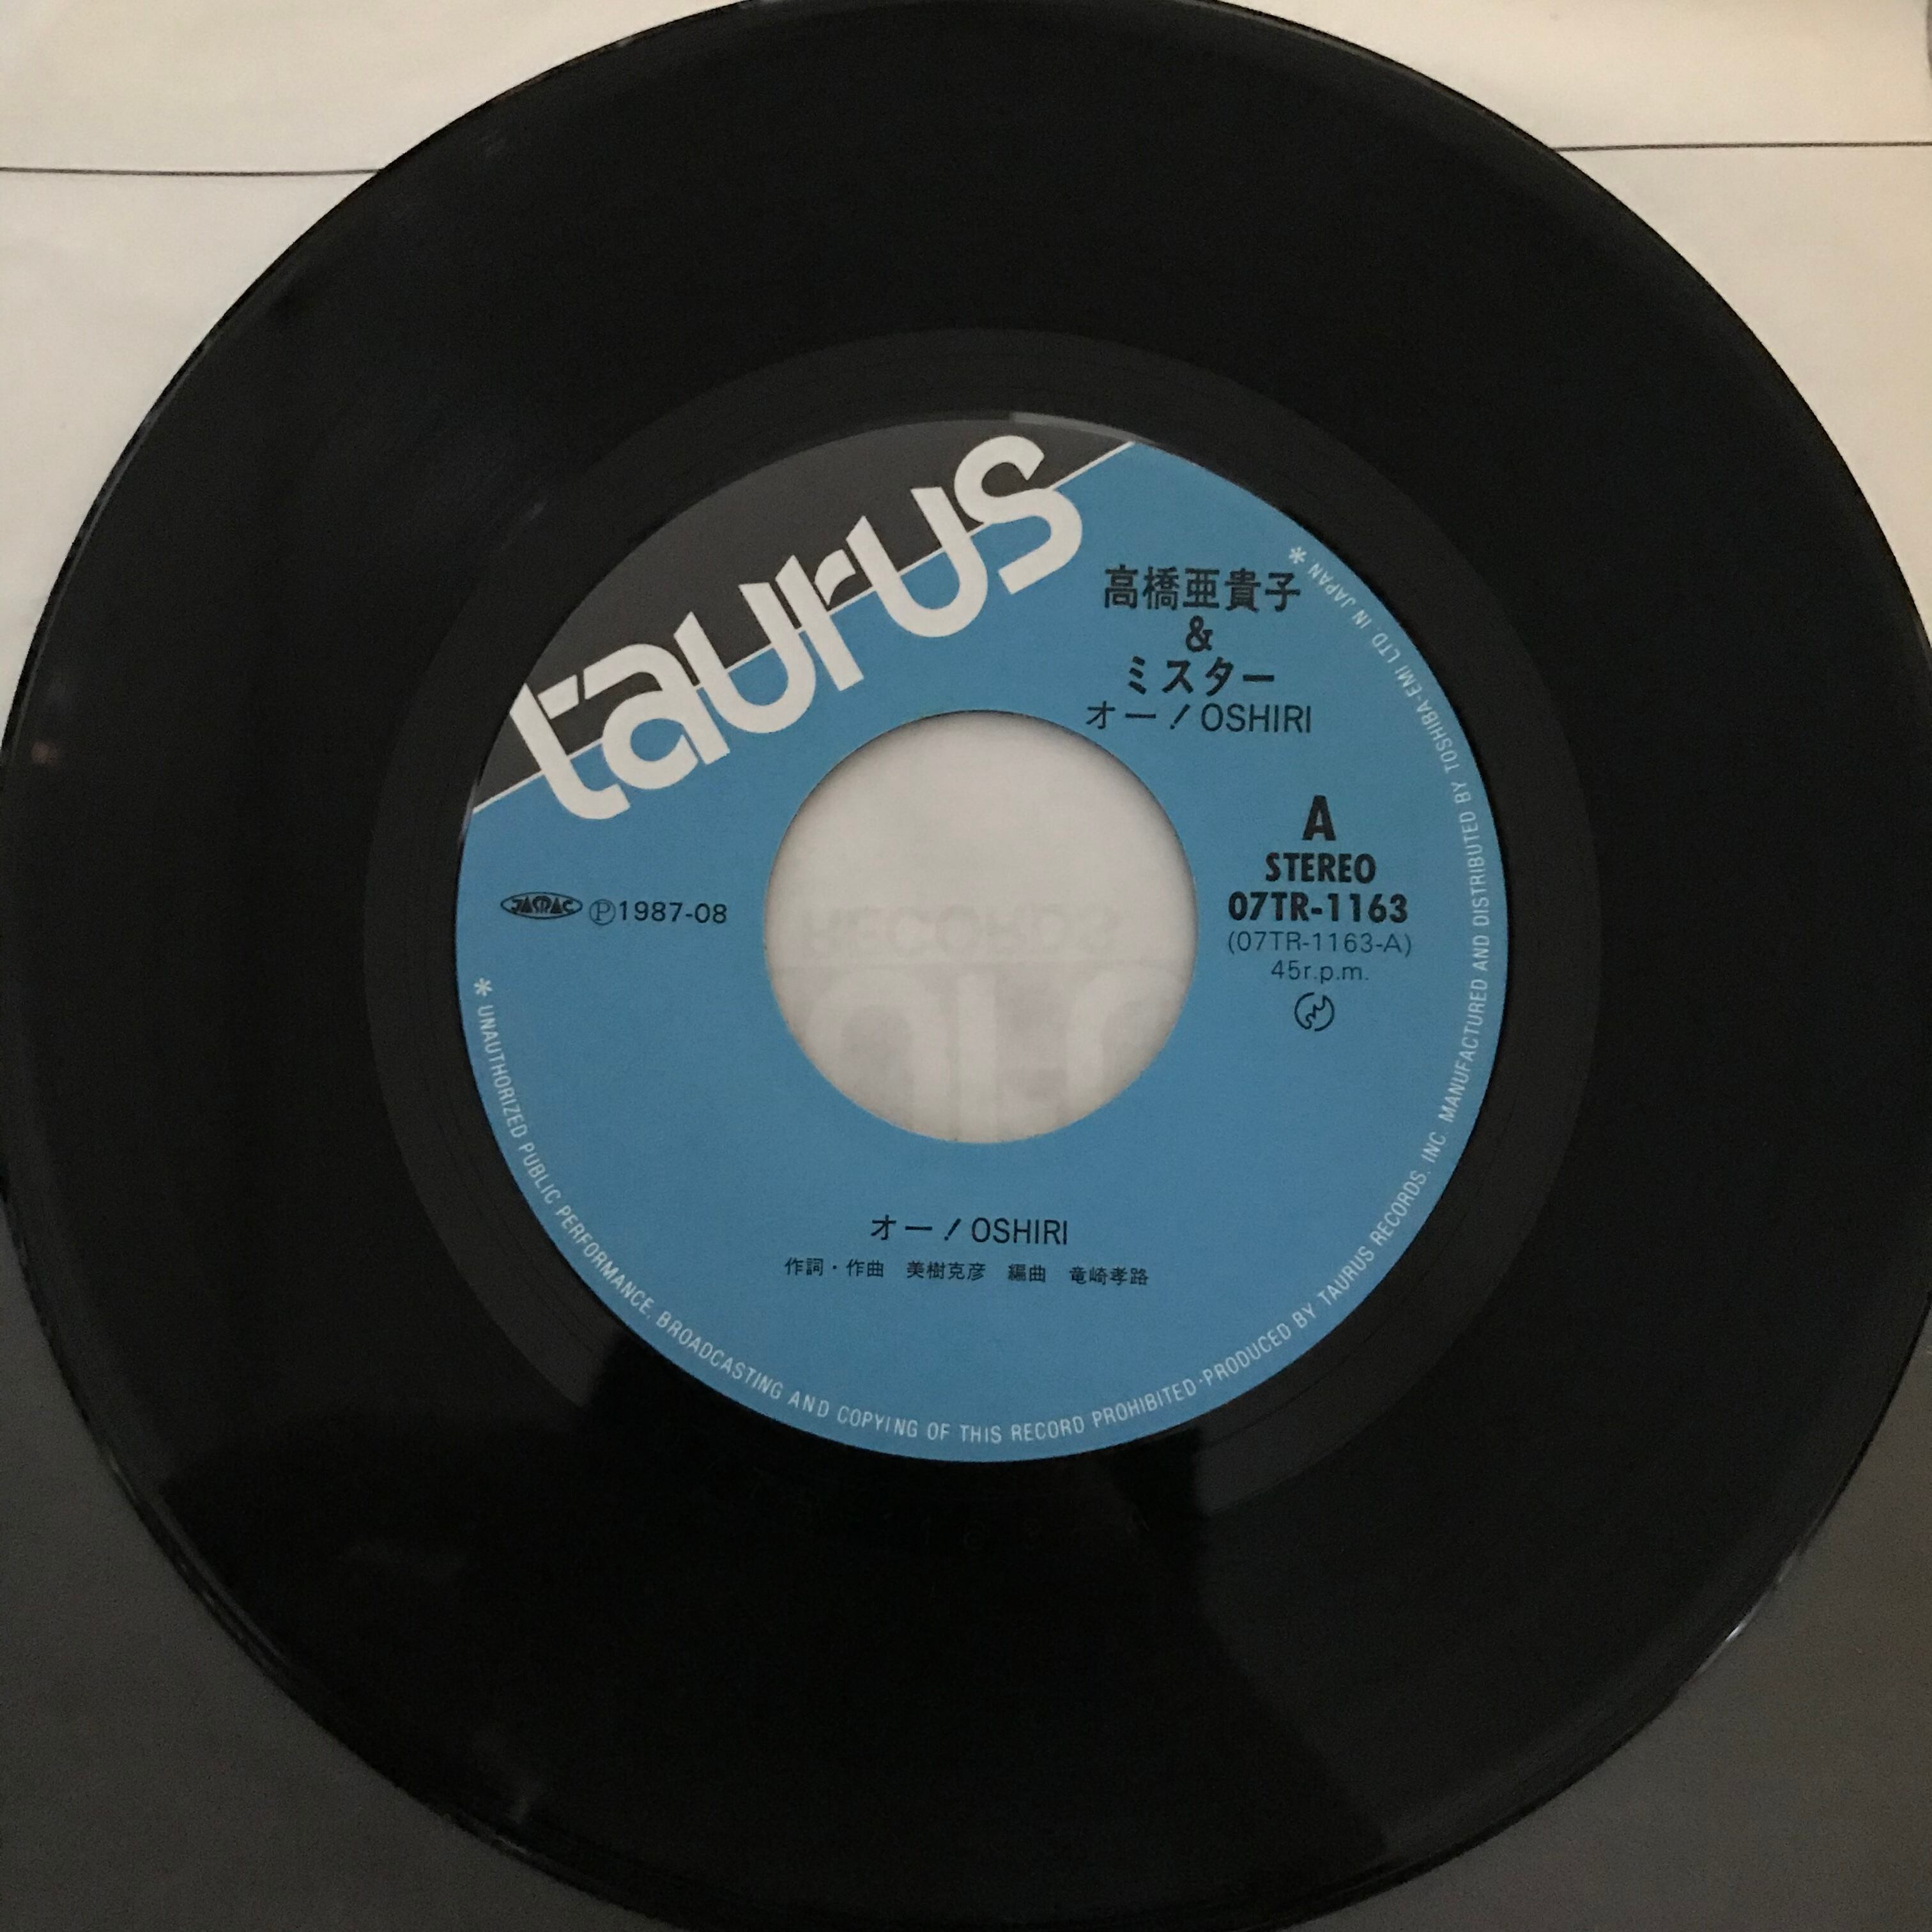 taurus
高橋亜貴子
&
ミスター
オー!OSHIRI
A
STEREO
07TR-1163
(07TR-1163-A)
45r.p.m.
JASRAC Ⓟ1987-08
RECORDS
オー!OSHIRI
作詞・作曲 美樹克彦 編曲 竜崎孝路
* UNAUTHORIZED PUBLIC PERFORMANCE. BROADCASTING AND COPYING OF THIS RECORD PROHIBITED·PRODUCED BY TAURUS RECORDS. INC. MANUFACTURED AND DISTRIBUTED BY TOSHIBA-EMI LTD. IN JAPAN *